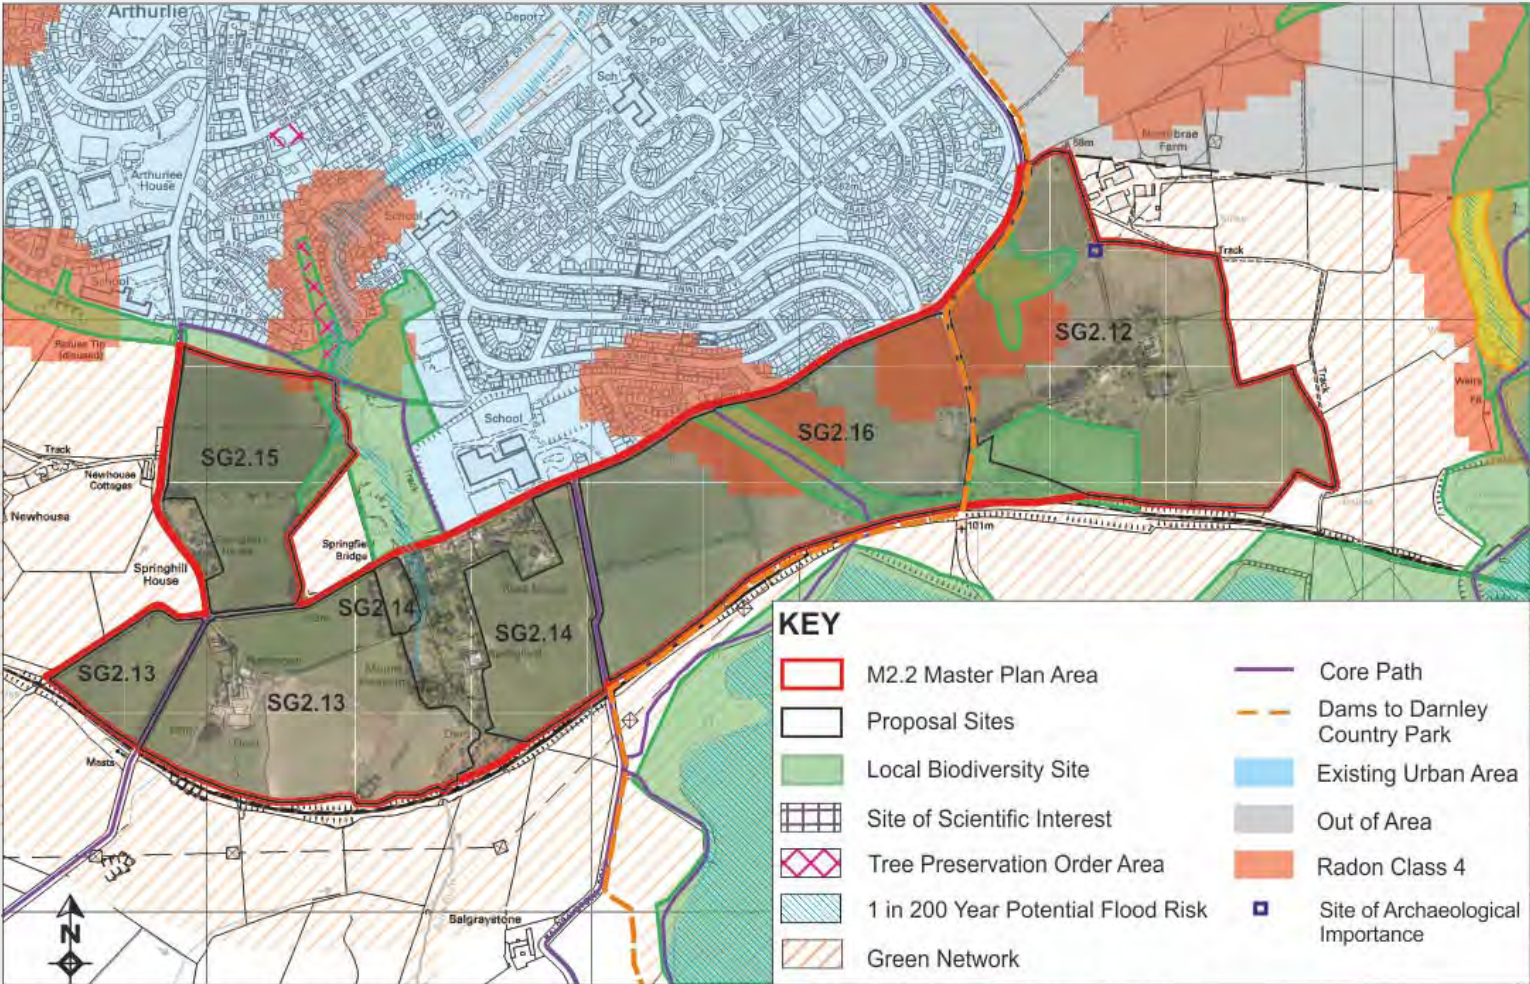 Arthurlie
Depot
PO
Sch
Arthurlee
House
School
School
88m
Farm
Track
SG2.12
Refuse Tip
(disused)
Weirs
Track
School
SG2.16
SG2.15
Track
Newhouse
Cottages
Track
Newhouse
101m
Springfield
Bridge
Springhill
House
SG2.14
SG2.14
SG2.13
SG2.13
Masts
Balgraystone
N
KEY
M2.2 Master Plan Area
Proposal Sites
Local Biodiversity Site
Site of Scientific Interest
Tree Preservation Order Area
1 in 200 Year Potential Flood Risk
Green Network
Core Path
Dams to Darnley
Country Park
Existing Urban Area
Out of Area
Radon Class 4
Site of Archaeological
Importance